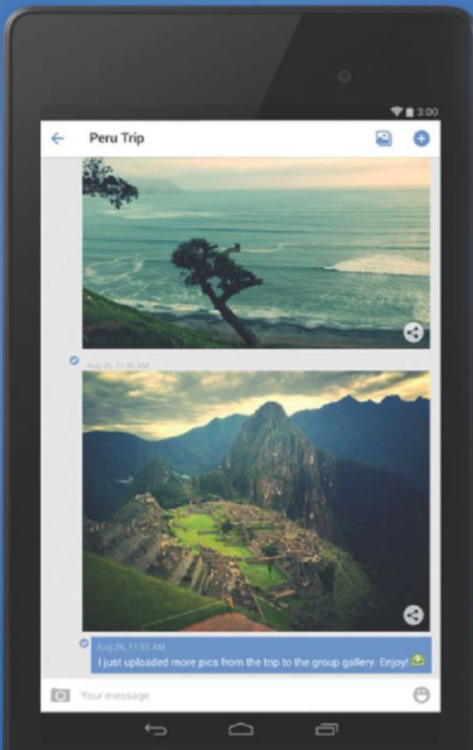 3:00
Peru Trip
Aug 26, 11:56 AM
Aug 26, 11:57 AM
I just uploaded more pics from the trip to the group gallery. Enjoy!
Your message